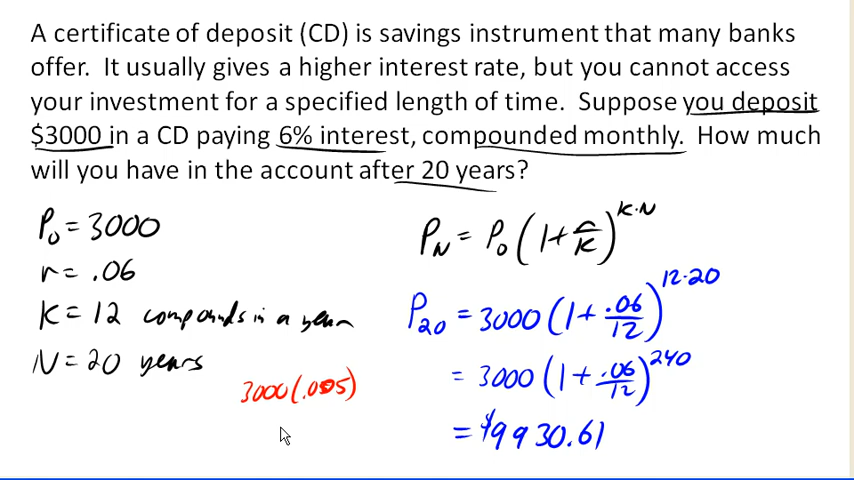 A certificate of deposit (CD) is savings instrument that many banks
offer. It usually gives a higher interest rate, but you cannot access
your investment for a specified length of time. Suppose you deposit
$3000 in a CD paying 6% interest, compounded monthly. How much
will you have in the account after 20 years?
P₀ = 3000
r = .06
K = 12 compounds in a year
N = 20 years
3000(.005)
P_N = P₀(1 + r/K)^(K·N)
P₂₀ = 3000(1 + .06/12)^(12·20)
= 3000(1 + .06/12)^240
= $9930.61